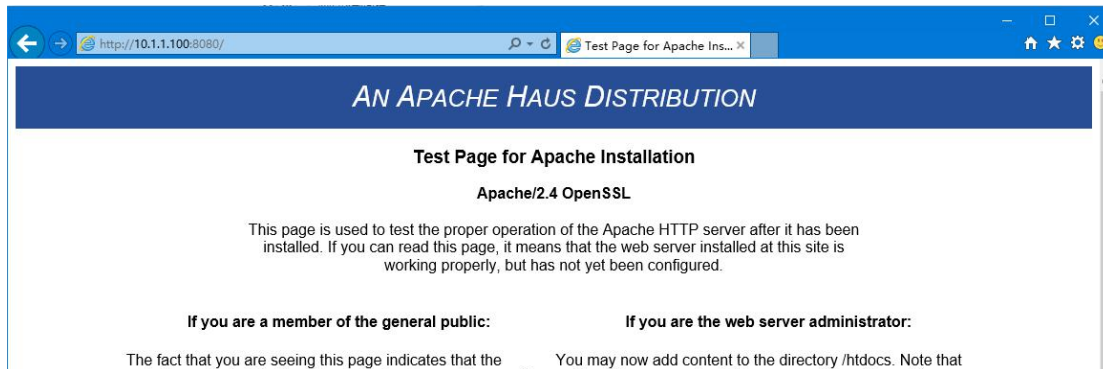 http://10.1.1.100:8080/
Test Page for Apache Ins...
AN APACHE HAUS DISTRIBUTION
Test Page for Apache Installation
Apache/2.4 OpenSSL
This page is used to test the proper operation of the Apache HTTP server after it has been
installed. If you can read this page, it means that the web server installed at this site is
working properly, but has not yet been configured.
If you are a member of the general public:
The fact that you are seeing this page indicates that the
If you are the web server administrator:
You may now add content to the directory /htdocs. Note that